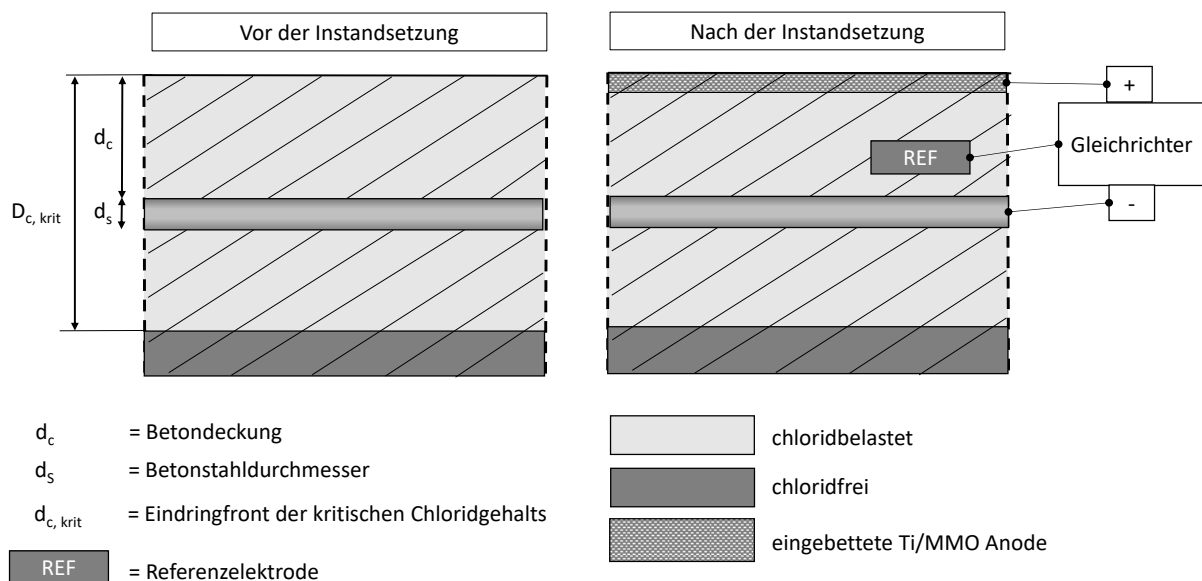 Vor der Instandsetzung
Nach der Instandsetzung
d_c
d_s
D_c, krit
REF
+
Gleichrichter
-
d_c = Betondeckung
d_S = Betonstahldurchmesser
d_c, krit = Eindringfront der kritischen Chloridgehalts
REF = Referenzelektrode
chloridbelastet
chloridfrei
eingebettete Ti/MMO Anode